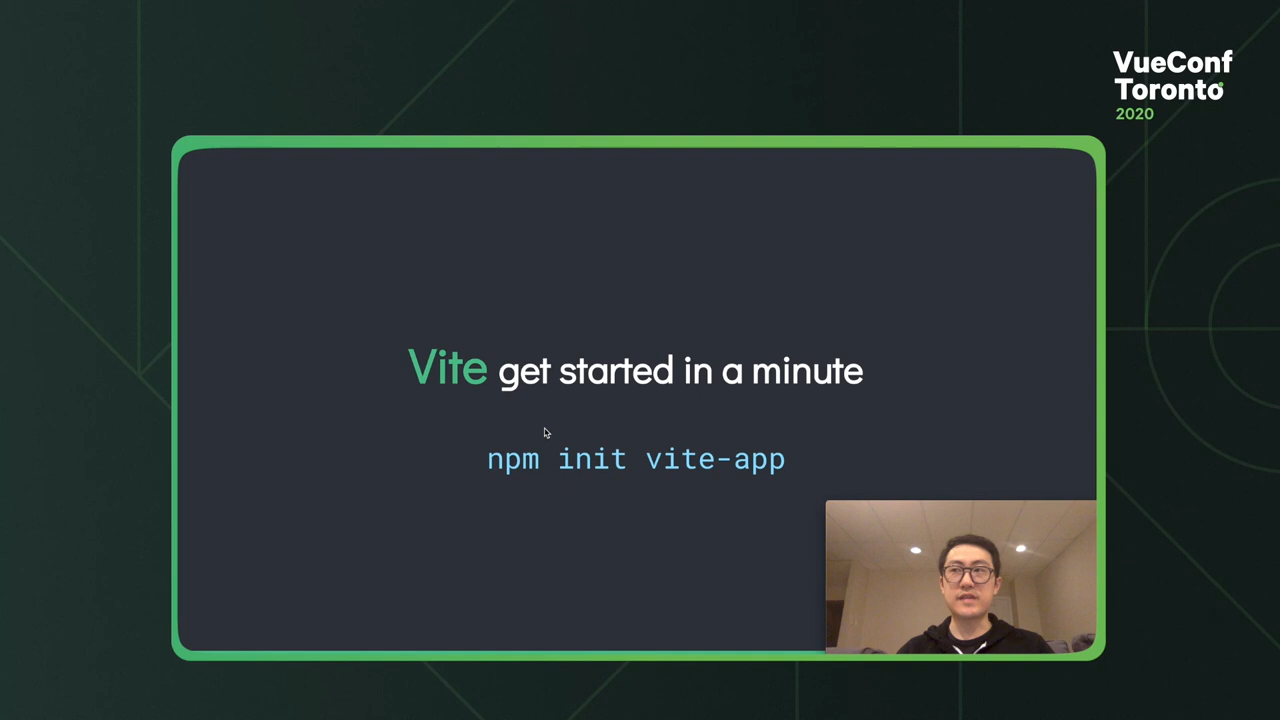 VueConf
Toronto
2020
Vite get started in a minute
npm init vite-app